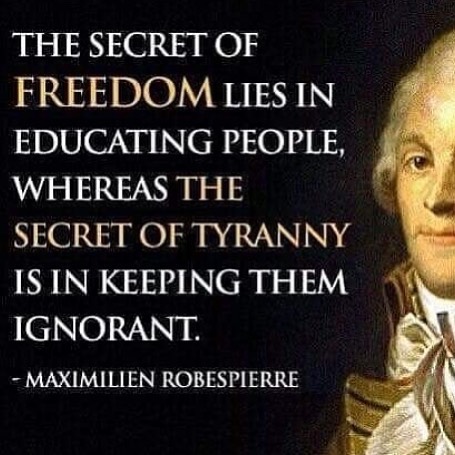 THE SECRET OF
FREEDOM LIES IN
EDUCATING PEOPLE,
WHEREAS THE
SECRET OF TYRANNY
IS IN KEEPING THEM
IGNORANT.
- MAXIMILIEN ROBESPIERRE